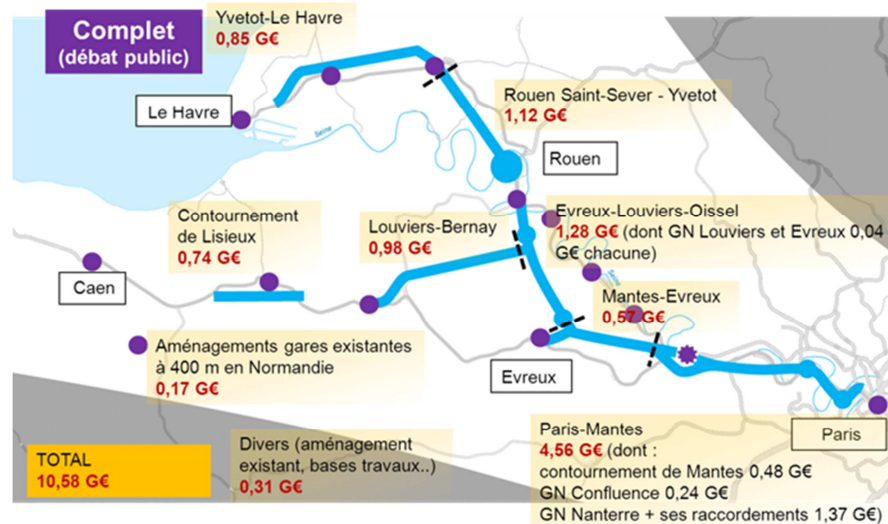 Complet
(débat public)
Yvetot-Le Havre
0,85 G€
Le Havre
Seine
Rouen Saint-Sever - Yvetot
1,12 G€
Rouen
Contournement
de Lisieux
0,74 G€
Louviers-Bernay
0,98 G€
Evreux-Louviers-Oissel
1,28 G€ (dont GN Louviers et Evreux 0,04
G€ chacune)
Caen
Seine
Mantes-Evreux
0,57 G€
Aménagements gares existantes
à 400 m en Normandie
0,17 G€
Evreux
Paris
TOTAL
10,58 G€
Divers (aménagement
existant, bases travaux..)
0,31 G€
Paris-Mantes
4,56 G€ (dont :
contournement de Mantes 0,48 G€
GN Confluence 0,24 G€
GN Nanterre + ses raccordements 1,37 G€)